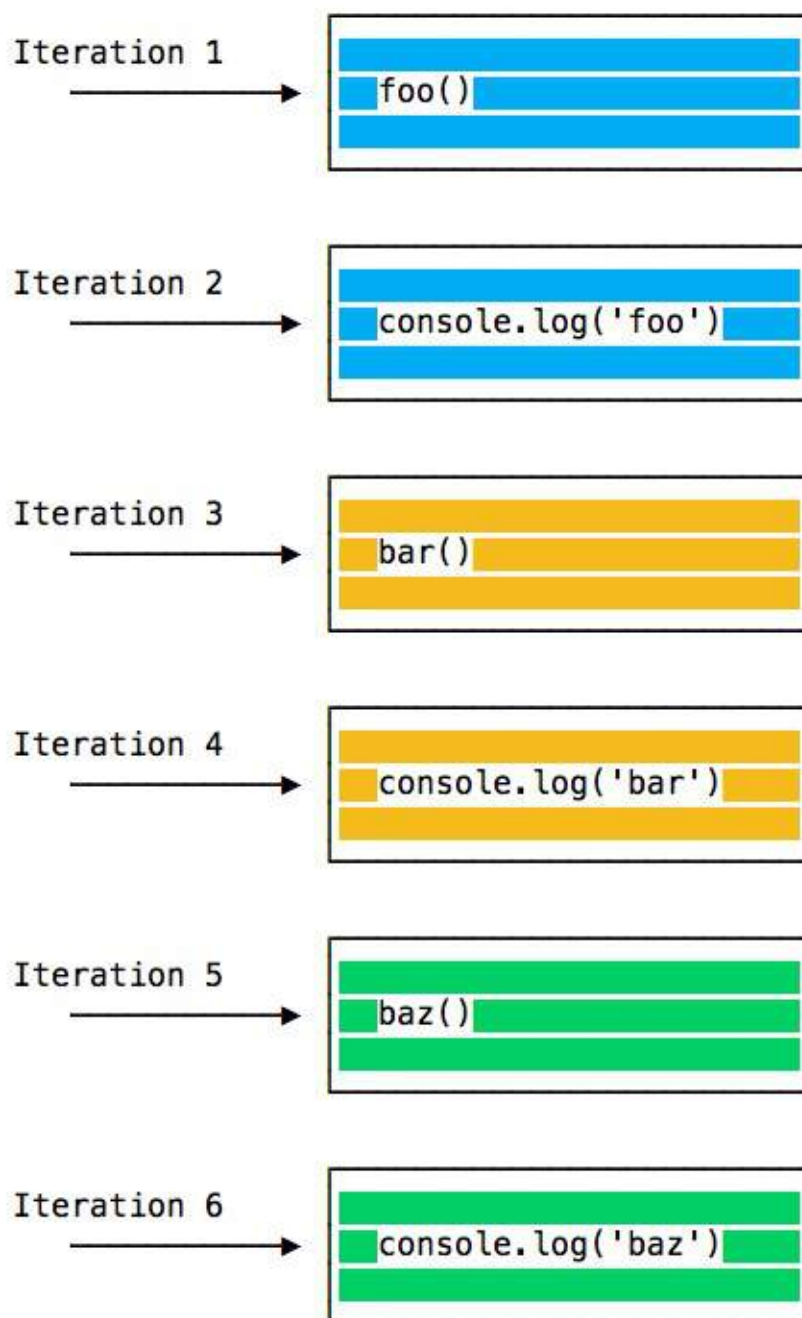 Iteration 1
foo()
Iteration 2
console.log('foo')
Iteration 3
bar()
Iteration 4
console.log('bar')
Iteration 5
baz()
Iteration 6
console.log('baz')